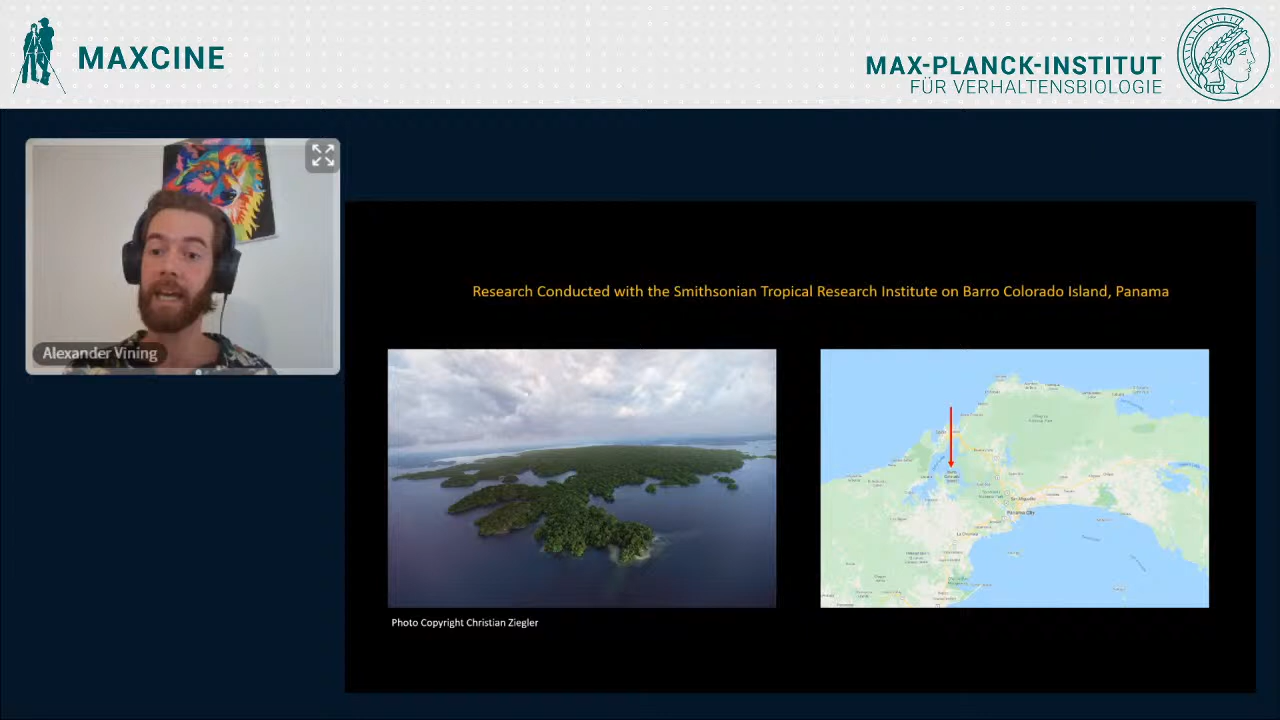 MAXCINE
MAX-PLANCK-INSTITUT
FÜR VERHALTENSBIOLOGIE
Alexander Vining
Research Conducted with the Smithsonian Tropical Research Institute on Barro Colorado Island, Panama
Panama City
Photo Copyright Christian Ziegler